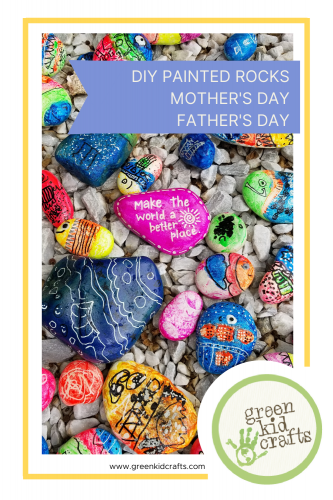 DIY PAINTED ROCKS
MOTHER'S DAY
FATHER'S DAY
Make the
world a
better
place
green
kid
crafts
www.greenkidcrafts.com